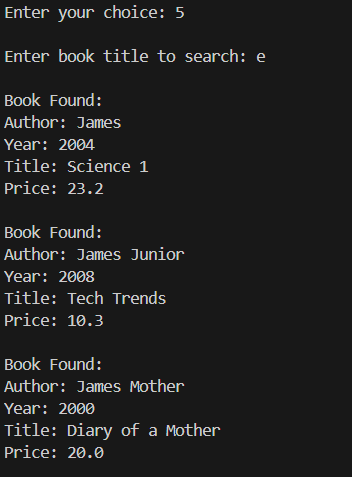 Enter your choice: 5
Enter book title to search: e
Book Found:
Author: James
Year: 2004
Title: Science 1
Price: 23.2
Book Found:
Author: James Junior
Year: 2008
Title: Tech Trends
Price: 10.3
Book Found:
Author: James Mother
Year: 2000
Title: Diary of a Mother
Price: 20.0